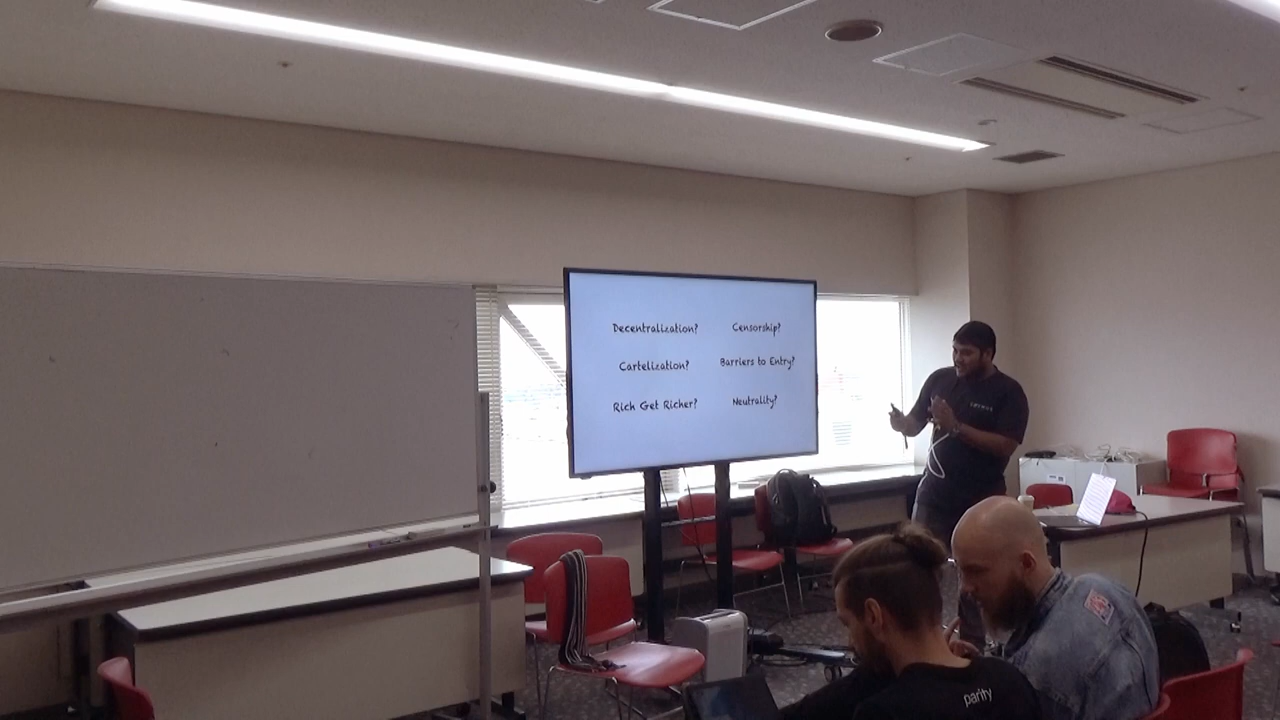 Decentralization? Censorship?
Cartelization? Barriers to Entry?
Rich Get Richer? Neutrality?
parity